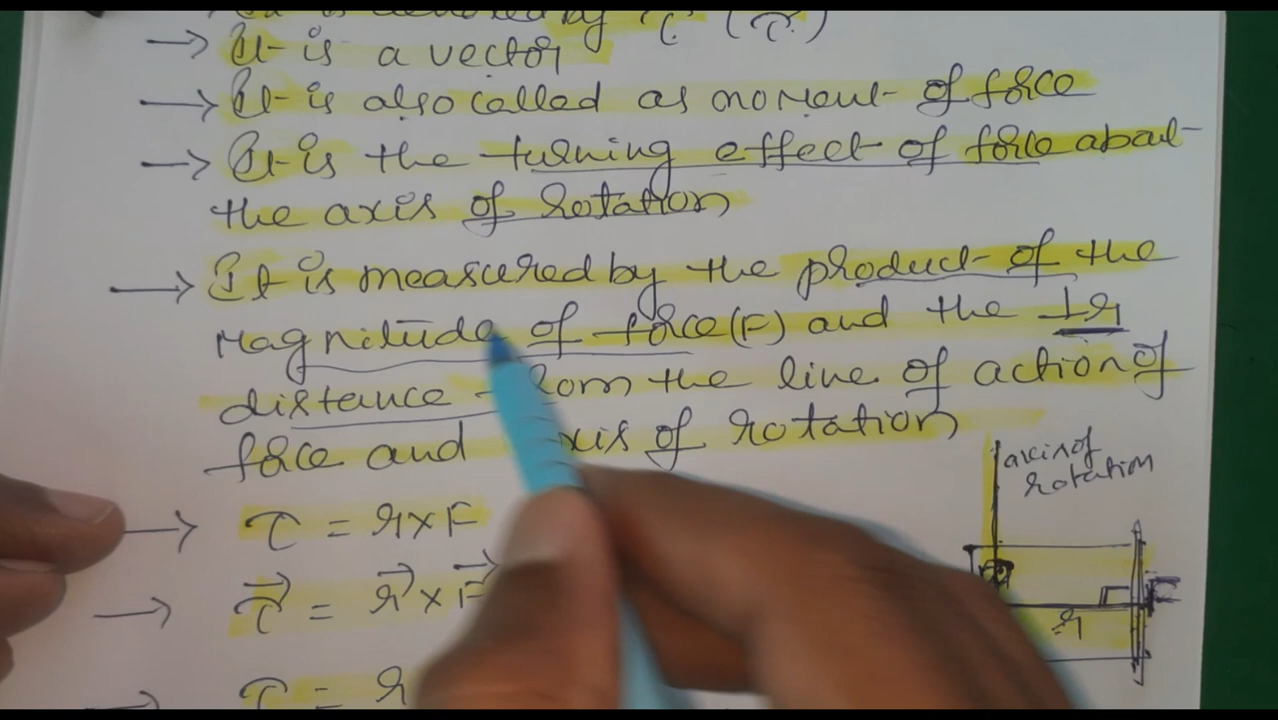 by τ (τ)
→ It is a vector
→ It is also called as moment of force
→ It is the turning effect of force about
the axis of rotation
→ It is measured by the product of the
Magnitude of force (F) and the ⊥r
distance from the line of action of
force and axis of rotation
axis of
rotation
→ τ = r × F
→ τ⃗ = r⃗ × F⃗
r
→ τ = r